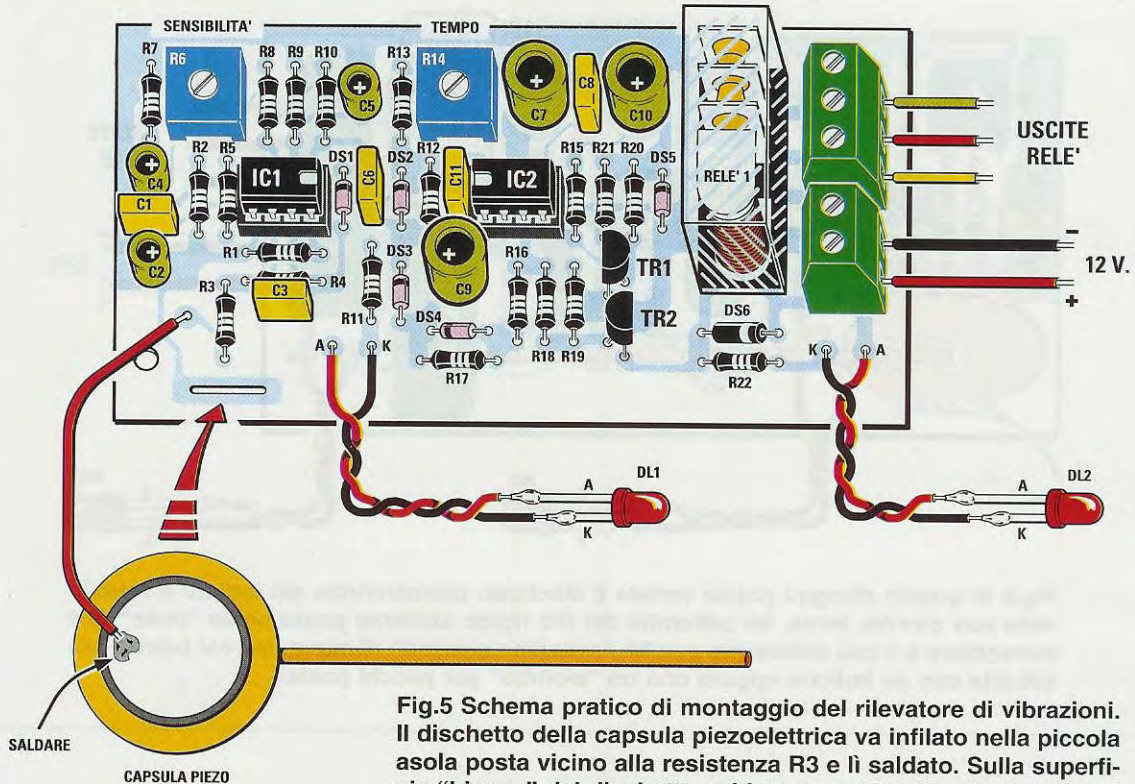 SENSIBILITA' TEMPO
R7 R6 R8 R9 R10 C5 R13 R14 C7 C8 C10
R2 R5 IC1 DS1 C6 DS2 R12 C11 IC2 R15 R21 R20 DS5 RELE' 1
USCITE
RELE'
C4
C1
C2
R1 R4 C3 R3 R11 DS3 C9 R16 TR1
DS4 R17 R18 R19 TR2 DS6 R22
-
12 V.
+
A K K A
DL1 A K
DL2 A K
SALDARE
CAPSULA PIEZO
Fig.5 Schema pratico di montaggio del rilevatore di vibrazioni.
Il dischetto della capsula piezoelettrica va infilato nella piccola
asola posta vicino alla resistenza R3 e lì saldato. Sulla superfi-